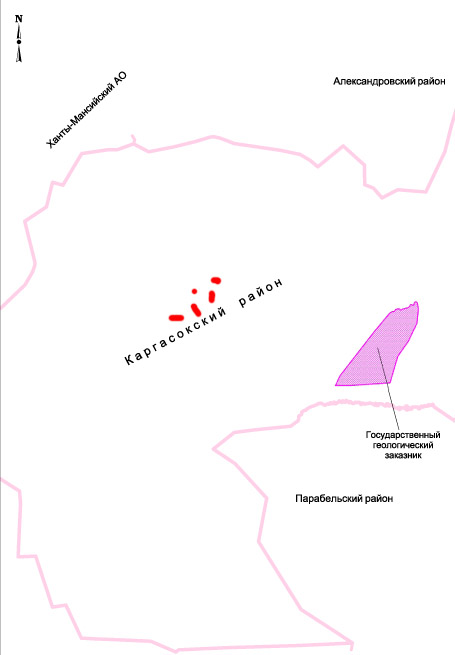 N
Александровский район
Ханты-Мансийский АО
Каргасокский район
Государственный
геологический
заказник
Парабельский район